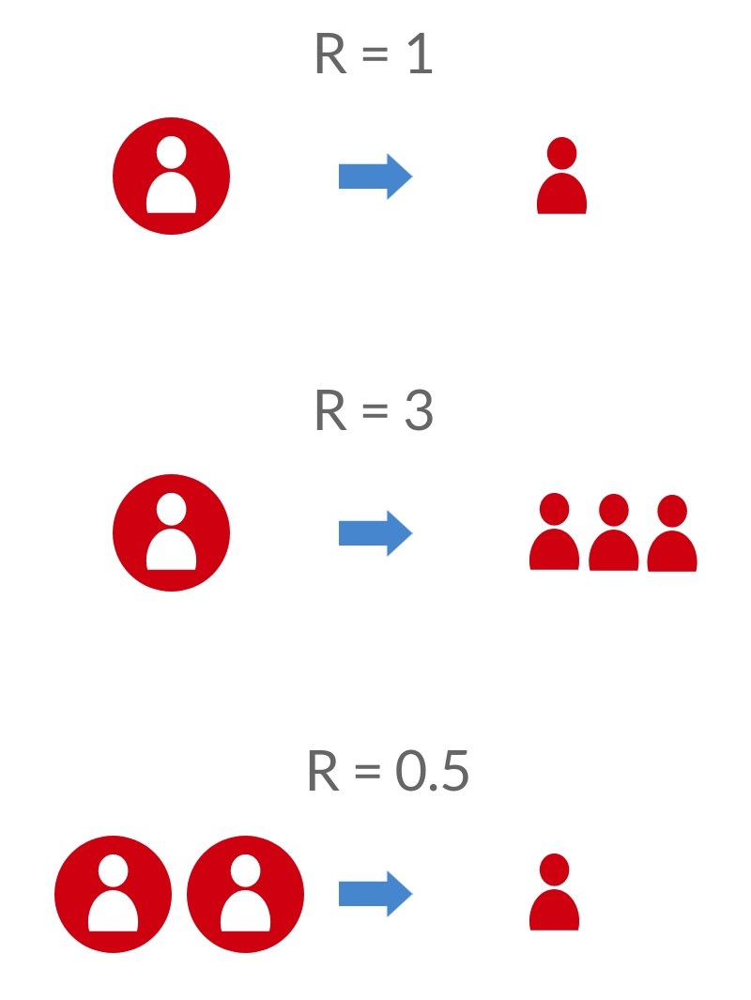 R = 1
R = 3
R = 0.5